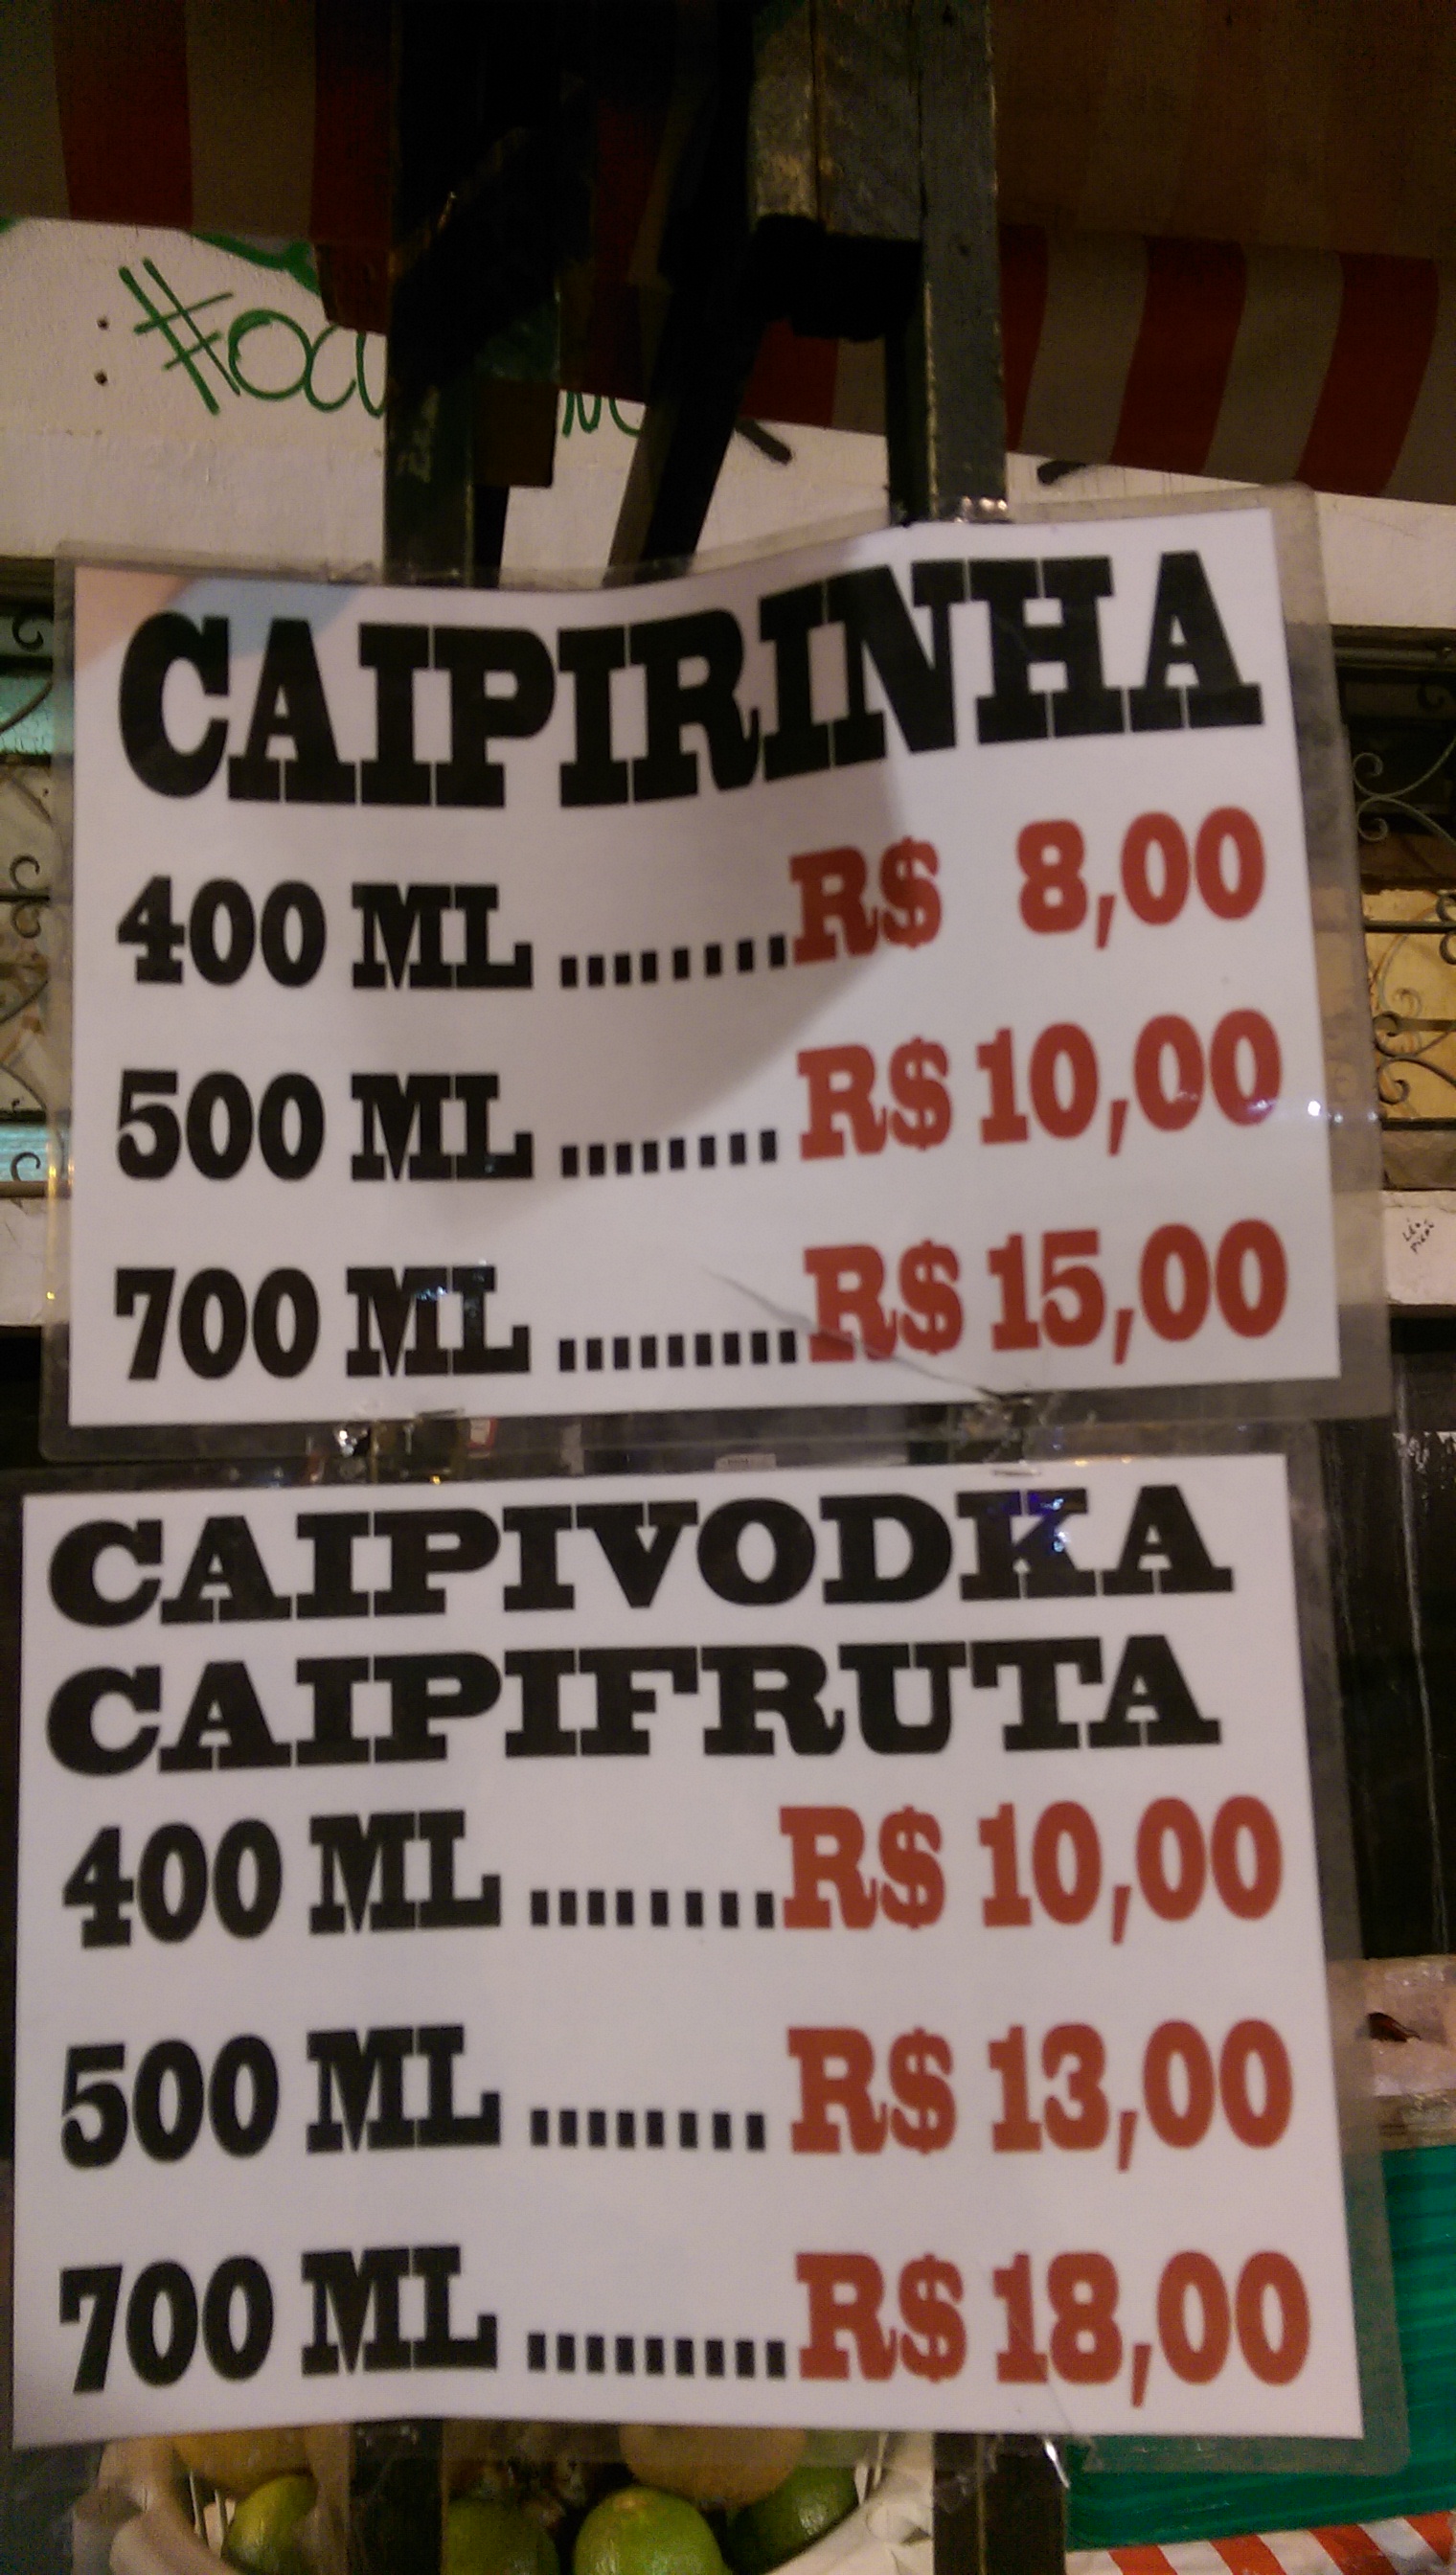 CAIPIRINHA
400 ML ........R$ 8,00
500 ML ........ R$ 10,00
700 ML .........R$ 15,00
CAIPIVODKA
CAIPIFRUTA
400 ML ........R$ 10,00
500 ML ........ R$ 13,00
700 ML .........R$ 18,00